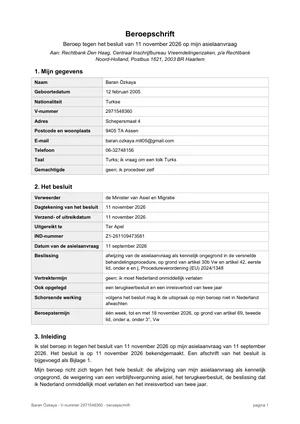 Beroepschrift
Beroep tegen het besluit van 11 november 2026 op mijn asielaanvraag
Aan: Rechtbank Den Haag, Centraal Inschrijfbureau Vreemdelingenzaken, p/a Rechtbank
Noord-Holland, Postbus 1621, 2003 BR Haarlem
1. Mijn gegevens
Naam Baran Özkaya
Geboortedatum 12 februari 2005
Nationaliteit Turkse
V-nummer 2971548360
Adres Schepersmaat 4
Postcode en woonplaats 9405 TA Assen
E-mail baran.ozkaya.mt05@gmail.com
Telefoon 06-32748156
Taal Turks; ik vraag om een tolk Turks
Gemachtigde geen; ik procedeer zelf
2. Het besluit
Verweerder de Minister van Asiel en Migratie
Dagtekening van het besluit 11 november 2026
Verzend- of uitreikdatum 11 november 2026
Uitgereikt te Ter Apel
IND-nummer Z1-261109473581
Datum van de asielaanvraag 11 september 2026
Beslissing afwijzing van de asielaanvraag als kennelijk ongegrond in de versnelde
behandelingsprocedure, op grond van artikel 30b Vw en artikel 42, eerste
lid, onder e en j, Procedureverordening (EU) 2024/1348
Vertrektermijn geen; ik moet Nederland onmiddellijk verlaten
Ook opgelegd een terugkeerbesluit en een inreisverbod van twee jaar
Schorsende werking volgens het besluit mag ik de uitspraak op mijn beroep niet in Nederland
afwachten
Beroepstermijn één week, tot en met 18 november 2026, op grond van artikel 69, tweede
lid, onder a, onder 3°, Vw
3. Inleiding
Ik stel beroep in tegen het besluit van 11 november 2026 op mijn asielaanvraag van 11 september
2026. Het besluit is op 11 november 2026 bekendgemaakt. Een afschrift van het besluit is
bijgevoegd als Bijlage 1.
Mijn beroep richt zich tegen het hele besluit: de afwijzing van mijn asielaanvraag als kennelijk
ongegrond, de weigering van een verblijfsvergunning asiel, het terugkeerbesluit, de beslissing dat
ik Nederland onmiddellijk moet verlaten en het inreisverbod van twee jaar.
Baran Özkaya - V-nummer 2971548360 - beroepschrift pagina 1